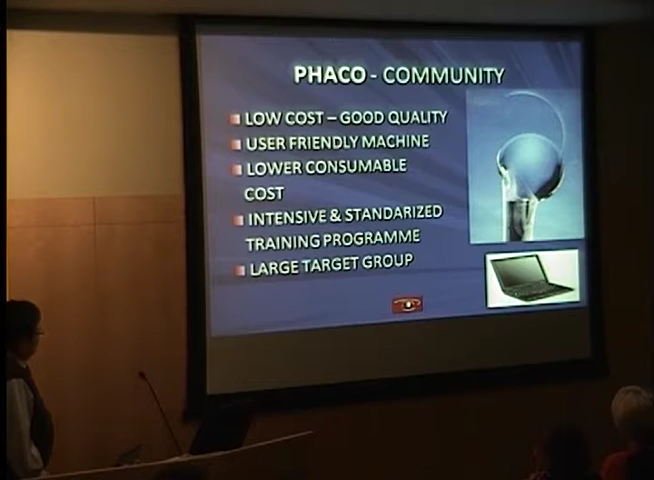 PHACO - COMMUNITY
LOW COST – GOOD QUALITY
USER FRIENDLY MACHINE
LOWER CONSUMABLE
COST
INTENSIVE & STANDARIZED
TRAINING PROGRAMME
LARGE TARGET GROUP